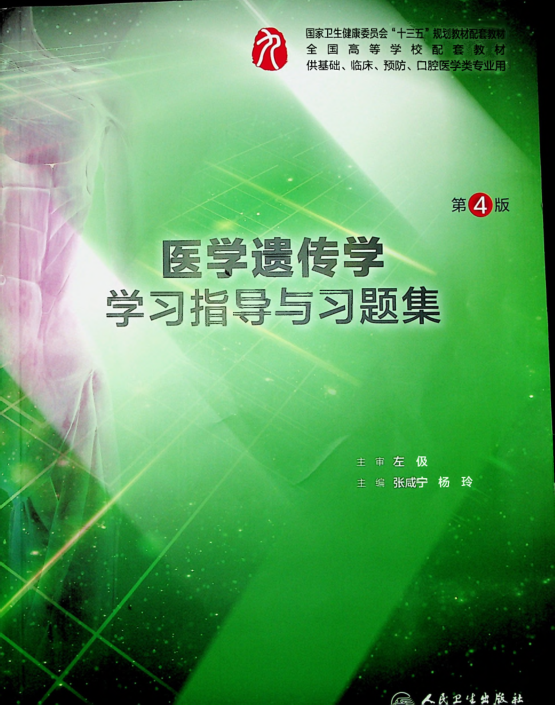 国家卫生健康委员会“十三五”规划教材配套教材
全国高等学校配套教材
供基础、临床、预防、口腔医学类专业用
第4版
医学遗传学
学习指导与习题集
主审 左伋
主编 张咸宁 杨玲
人民卫生出版社